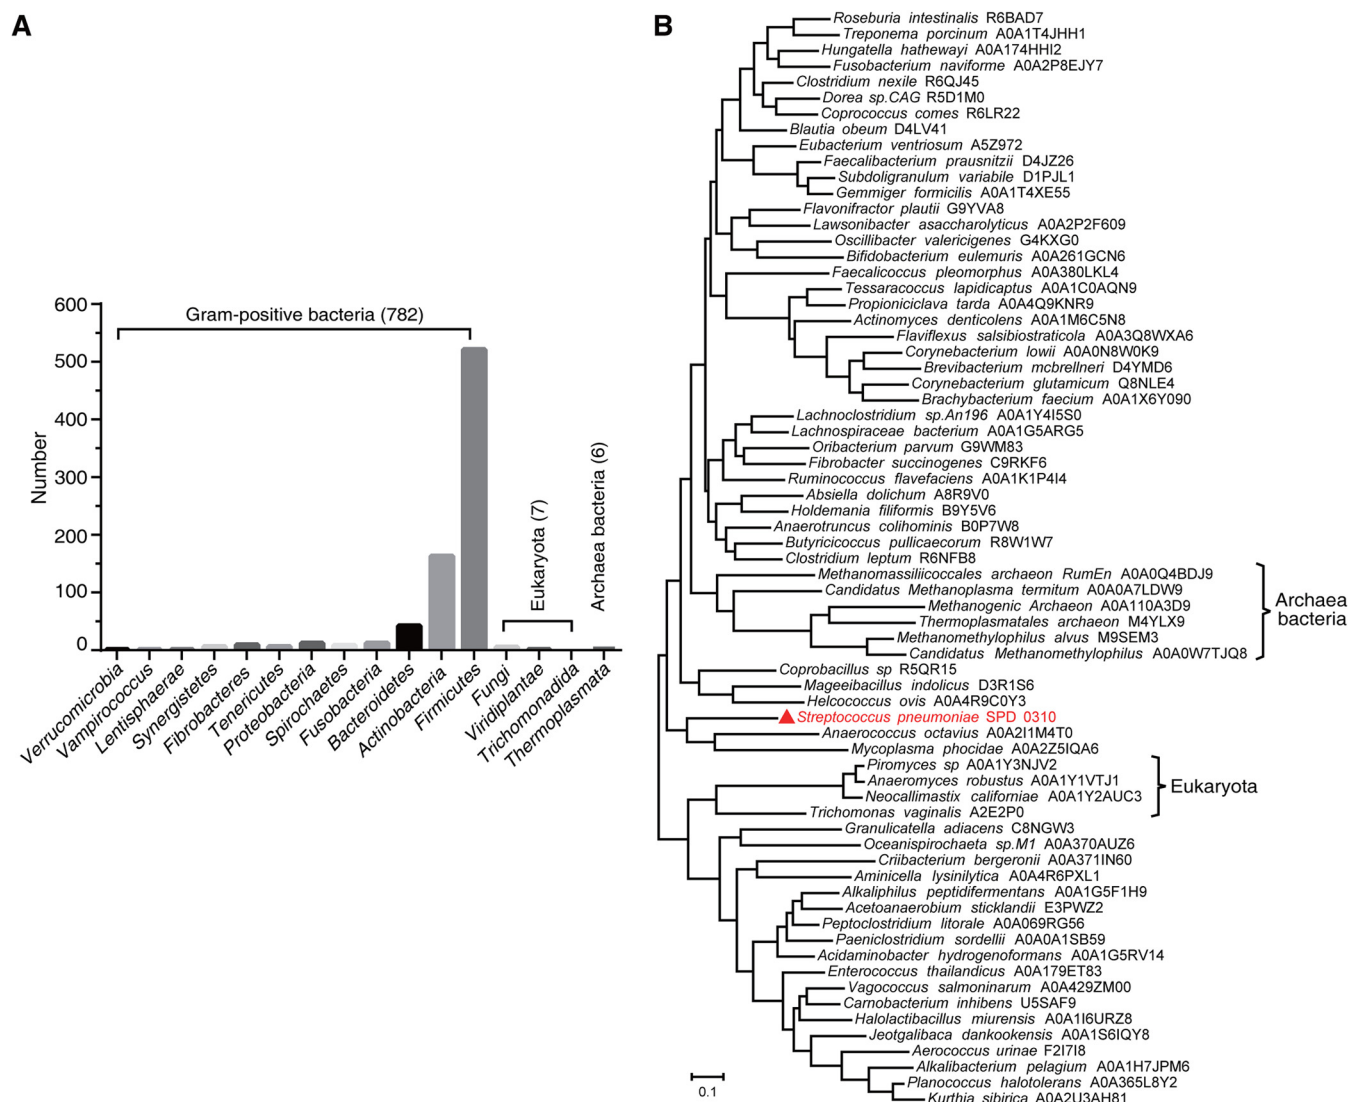 A
600
500
400
300
200
100
0
Number
Gram-positive bacteria (782)
Eukaryota (7)
Archaea bacteria (6)
Verrucomicrobia
Vampirococcus
Lentisphaerae
Synergistetes
Fibrobacteres
Tenericutes
Proteobacteria
Spirochaetes
Fusobacteria
Bacteroidetes
Actinobacteria
Firmicutes
Fungi
Viridiplantae
Trichomonadida
Thermoplasmata
B
Roseburia intestinalis R6BAD7
Treponema porcinum A0A1T4JHH1
Hungatella hathewayi A0A174HHI2
Fusobacterium naviforme A0A2P8EJY7
Clostridium nexile R6QJ45
Dorea sp.CAG R5D1M0
Coprococcus comes R6LR22
Blautia obeum D4LV41
Eubacterium ventriosum A5Z972
Faecalibacterium prausnitzii D4JZ26
Subdoligranulum variabile D1PJL1
Gemmiger formicilis A0A1T4XE55
Flavonifractor plautii G9YVA8
Lawsonibacter asaccharolyticus A0A2P2F609
Oscillibacter valericigenes G4KXG0
Bifidobacterium eulemuris A0A261GCN6
Faecalicoccus pleomorphus A0A380LKL4
Tessaracoccus lapidicaptus A0A1C0AQN9
Propioniciclava tarda A0A4Q9KNR9
Actinomyces denticolens A0A1M6C5N8
Flaviflexus salsibiostraticola A0A3Q8WXA6
Corynebacterium lowii A0A0N8W0K9
Brevibacterium mcbrellneri D4YMD6
Corynebacterium glutamicum Q8NLE4
Brachybacterium faecium A0A1X6Y090
Lachnoclostridium sp.An196 A0A1Y4I5S0
Lachnospiraceae bacterium A0A1G5ARG5
Oribacterium parvum G9WM83
Fibrobacter succinogenes C9RKF6
Ruminococcus flavefaciens A0A1K1P4I4
Absiella dolichum A8R9V0
Holdemania filiformis B9Y5V6
Anaerotruncus colihominis B0P7W8
Butyricicoccus pullicaecorum R8W1W7
Clostridium leptum R6NFB8
Methanomassiliicoccales archaeon RumEn A0A0Q4BDJ9
Candidatus Methanoplasma termitum A0A0A7LDW9
Methanogenic Archaeon A0A110A3D9
Thermoplasmatales archaeon M4YLX9
Methanomethylophilus alvus M9SEM3
Candidatus Methanomethylophilus A0A0W7TJQ8
Archaea
bacteria
Coprobacillus sp R5QR15
Mageeibacillus indolicus D3R1S6
Helcococcus ovis A0A4R9C0Y3
Streptococcus pneumoniae SPD 0310
Anaerococcus octavius A0A2I1M4T0
Mycoplasma phocidae A0A2Z5IQA6
Piromyces sp A0A1Y3NJV2
Anaeromyces robustus A0A1Y1VTJ1
Neocallimastix californiae A0A1Y2AUC3
Trichomonas vaginalis A2E2P0
Eukaryota
Granulicatella adiacens C8NGW3
Oceanispirochaeta sp.M1 A0A370AUZ6
Criibacterium bergeronii A0A371IN60
Aminicella lysinilytica A0A4R6PXL1
Alkaliphilus peptidifermentans A0A1G5F1H9
Acetoanaerobium sticklandii E3PWZ2
Peptoclostridium litorale A0A069RG56
Paeniclostridium sordellii A0A0A1SB59
Acidaminobacter hydrogenoformans A0A1G5RV14
Enterococcus thailandicus A0A179ET83
Vagococcus salmoninarum A0A429ZM00
Carnobacterium inhibens U5SAF9
Halolactibacillus miurensis A0A1I6URZ8
Jeotgalibaca dankookensis A0A1S6IQY8
Aerococcus urinae F2I7I8
Alkalibacterium pelagium A0A1H7JPM6
Planococcus halotolerans A0A365L8Y2
Kurthia sibirica A0A2U3AH81
0.1